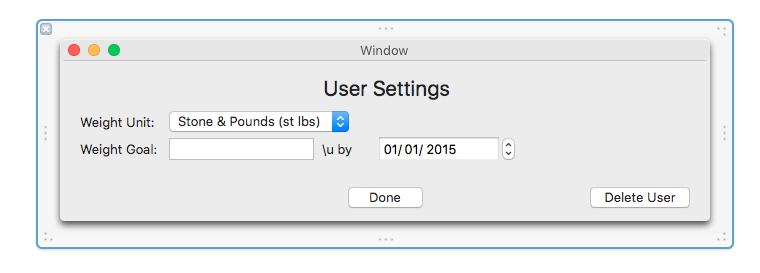 Window
User Settings
Weight Unit: Stone & Pounds (st lbs)
Weight Goal: \u by 01/01/2015
Done Delete User